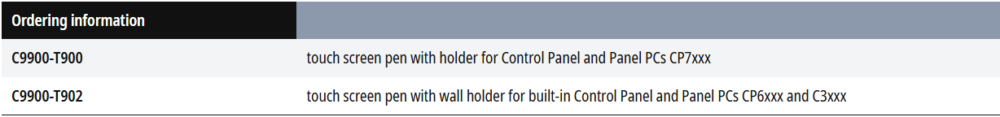 Ordering information
C9900-T900 touch screen pen with holder for Control Panel and Panel PCs CP7xxx
C9900-T902 touch screen pen with wall holder for built-in Control Panel and Panel PCs CP6xxx and C3xxx